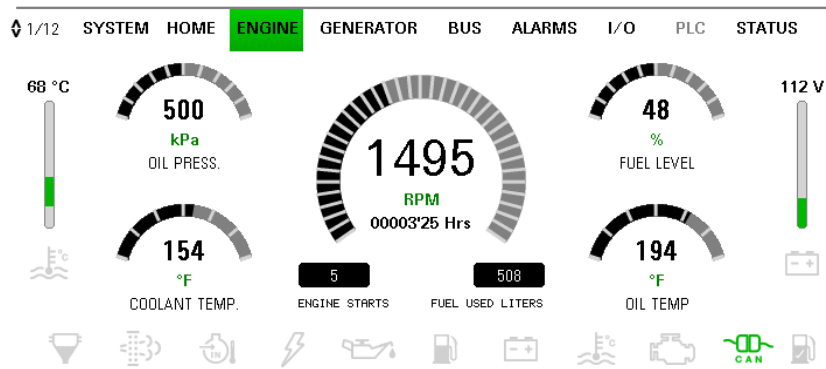 1/12 SYSTEM HOME ENGINE GENERATOR BUS ALARMS I/O PLC STATUS
68 °C
112 V
500
kPa
OIL PRESS.
1495
RPM
00003'25 Hrs
48
%
FUEL LEVEL
154
°F
COOLANT TEMP.
5
ENGINE STARTS
508
FUEL USED LITERS
194
°F
OIL TEMP
°C
- +
IN
- +
°C
CAN